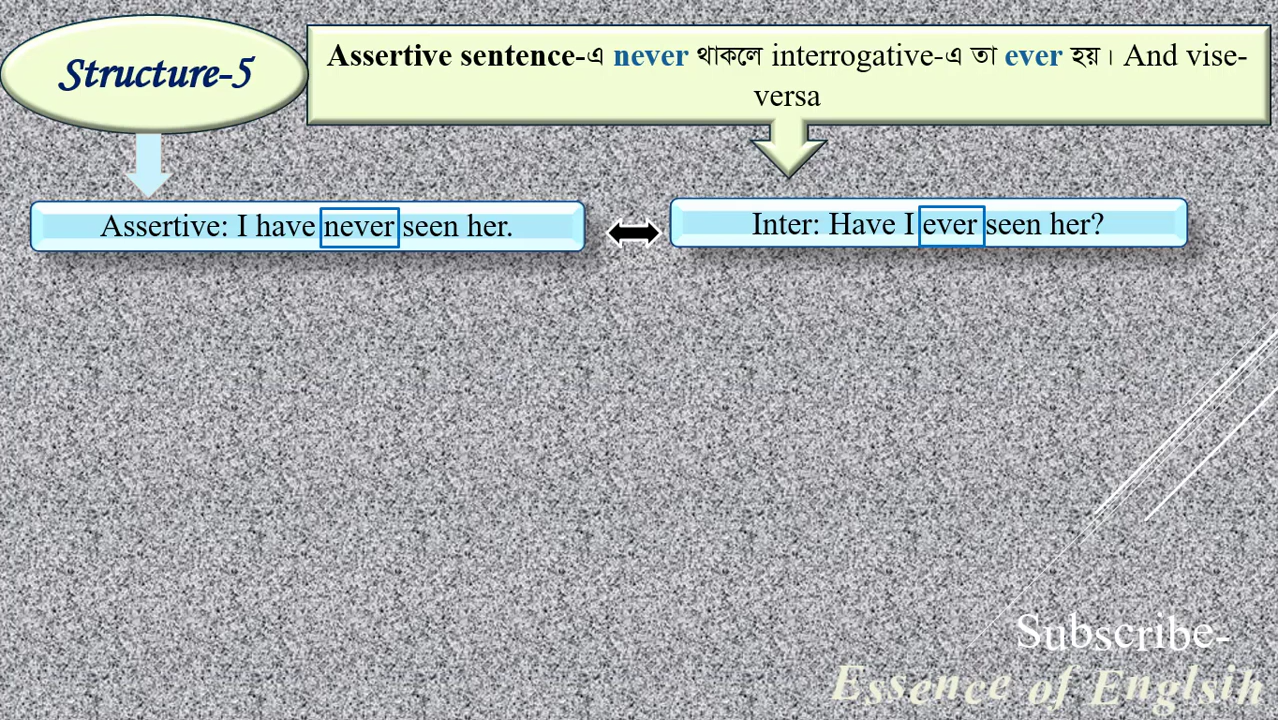 Structure-5
Assertive sentence-এ never থাকলে interrogative-এ তা ever হয়। And vise-
versa
Assertive: I have never seen her.
Inter: Have I ever seen her?
Subscribe-
Essence of Englsih